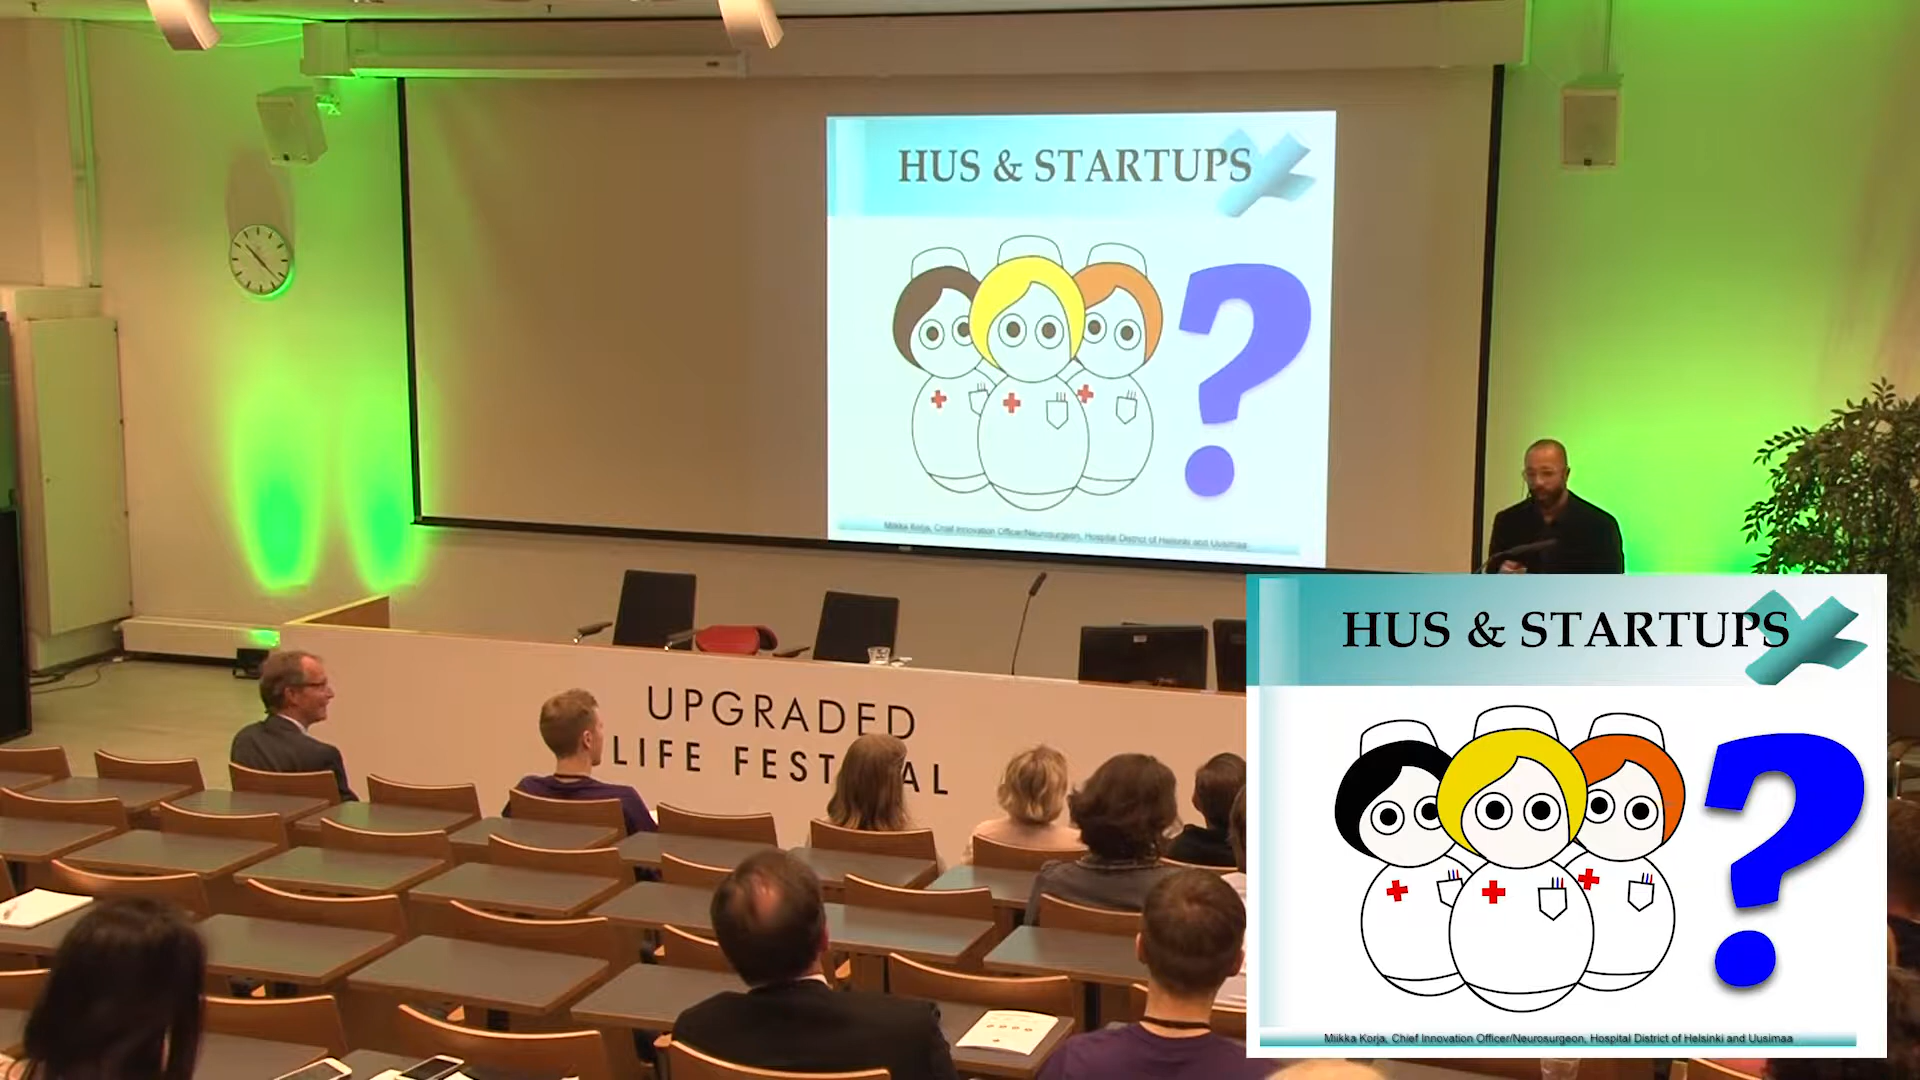 HUS & STARTUPS
Miikka Korja, Chief Innovation Officer/Neurosurgeon, Hospital District of Helsinki and Uusimaa
UPGRADED
LIFE FESTIVAL
HUS & STARTUPS
Miikka Korja, Chief Innovation Officer/Neurosurgeon, Hospital District of Helsinki and Uusimaa